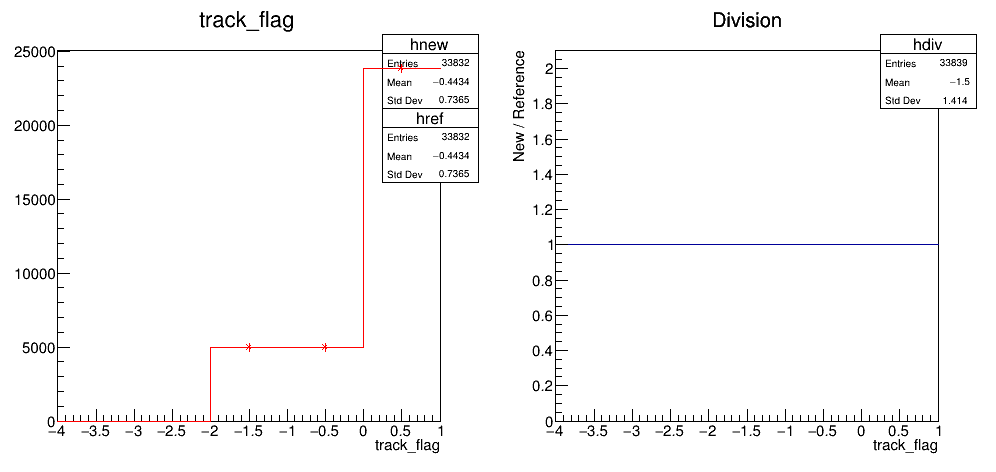 track_flag
hnew
Entries 33832
Mean −0.4434
Std Dev 0.7365
href
Entries 33832
Mean −0.4434
Std Dev 0.7365
25000
20000
15000
10000
5000
0
−4 −3.5 −3 −2.5 −2 −1.5 −1 −0.5 0 0.5 1
track_flag
Division
hdiv
Entries 33839
Mean −1.5
Std Dev 1.414
New / Reference
2
1.8
1.6
1.4
1.2
1
0.8
0.6
0.4
0.2
0
−4 −3.5 −3 −2.5 −2 −1.5 −1 −0.5 0 0.5 1
track_flag